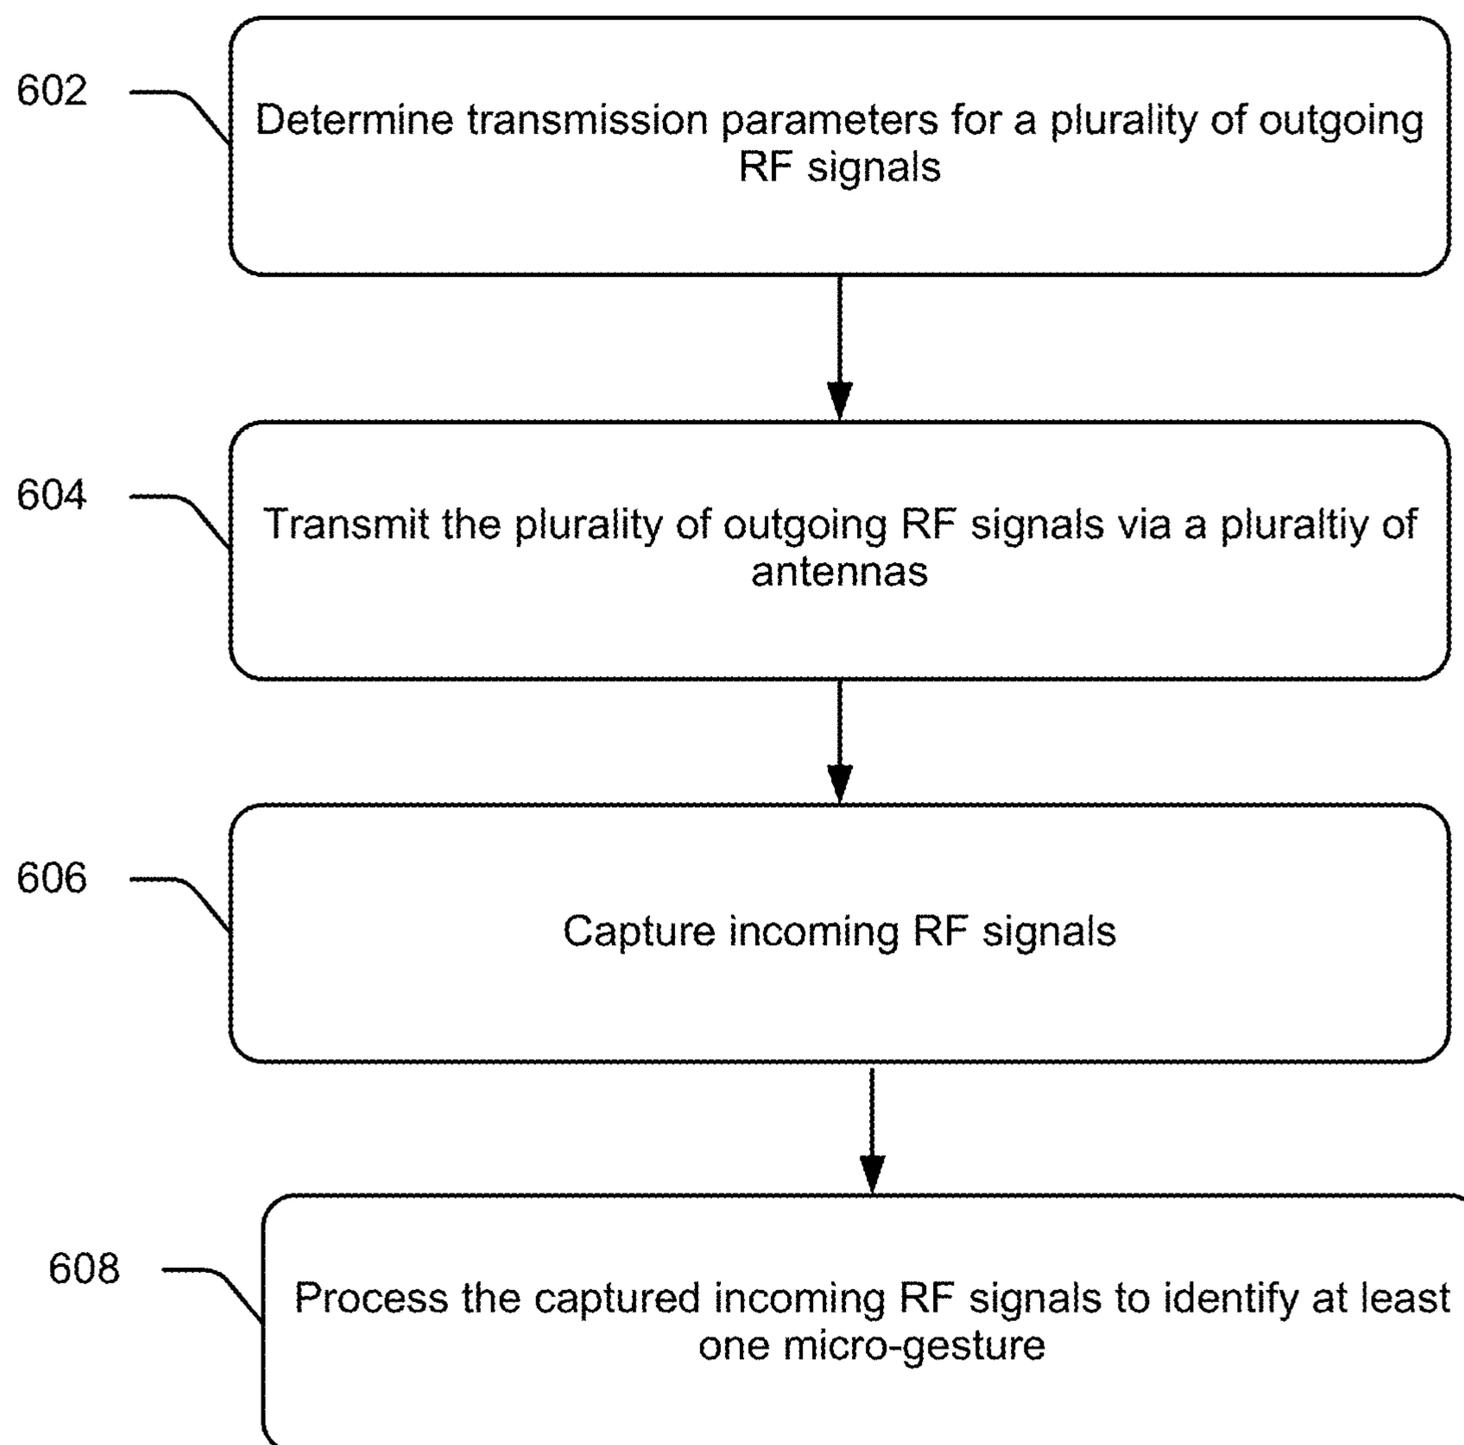 602
Determine transmission parameters for a plurality of outgoing
RF signals
604
Transmit the plurality of outgoing RF signals via a pluraltiy of
antennas
606
Capture incoming RF signals
608
Process the captured incoming RF signals to identify at least
one micro-gesture